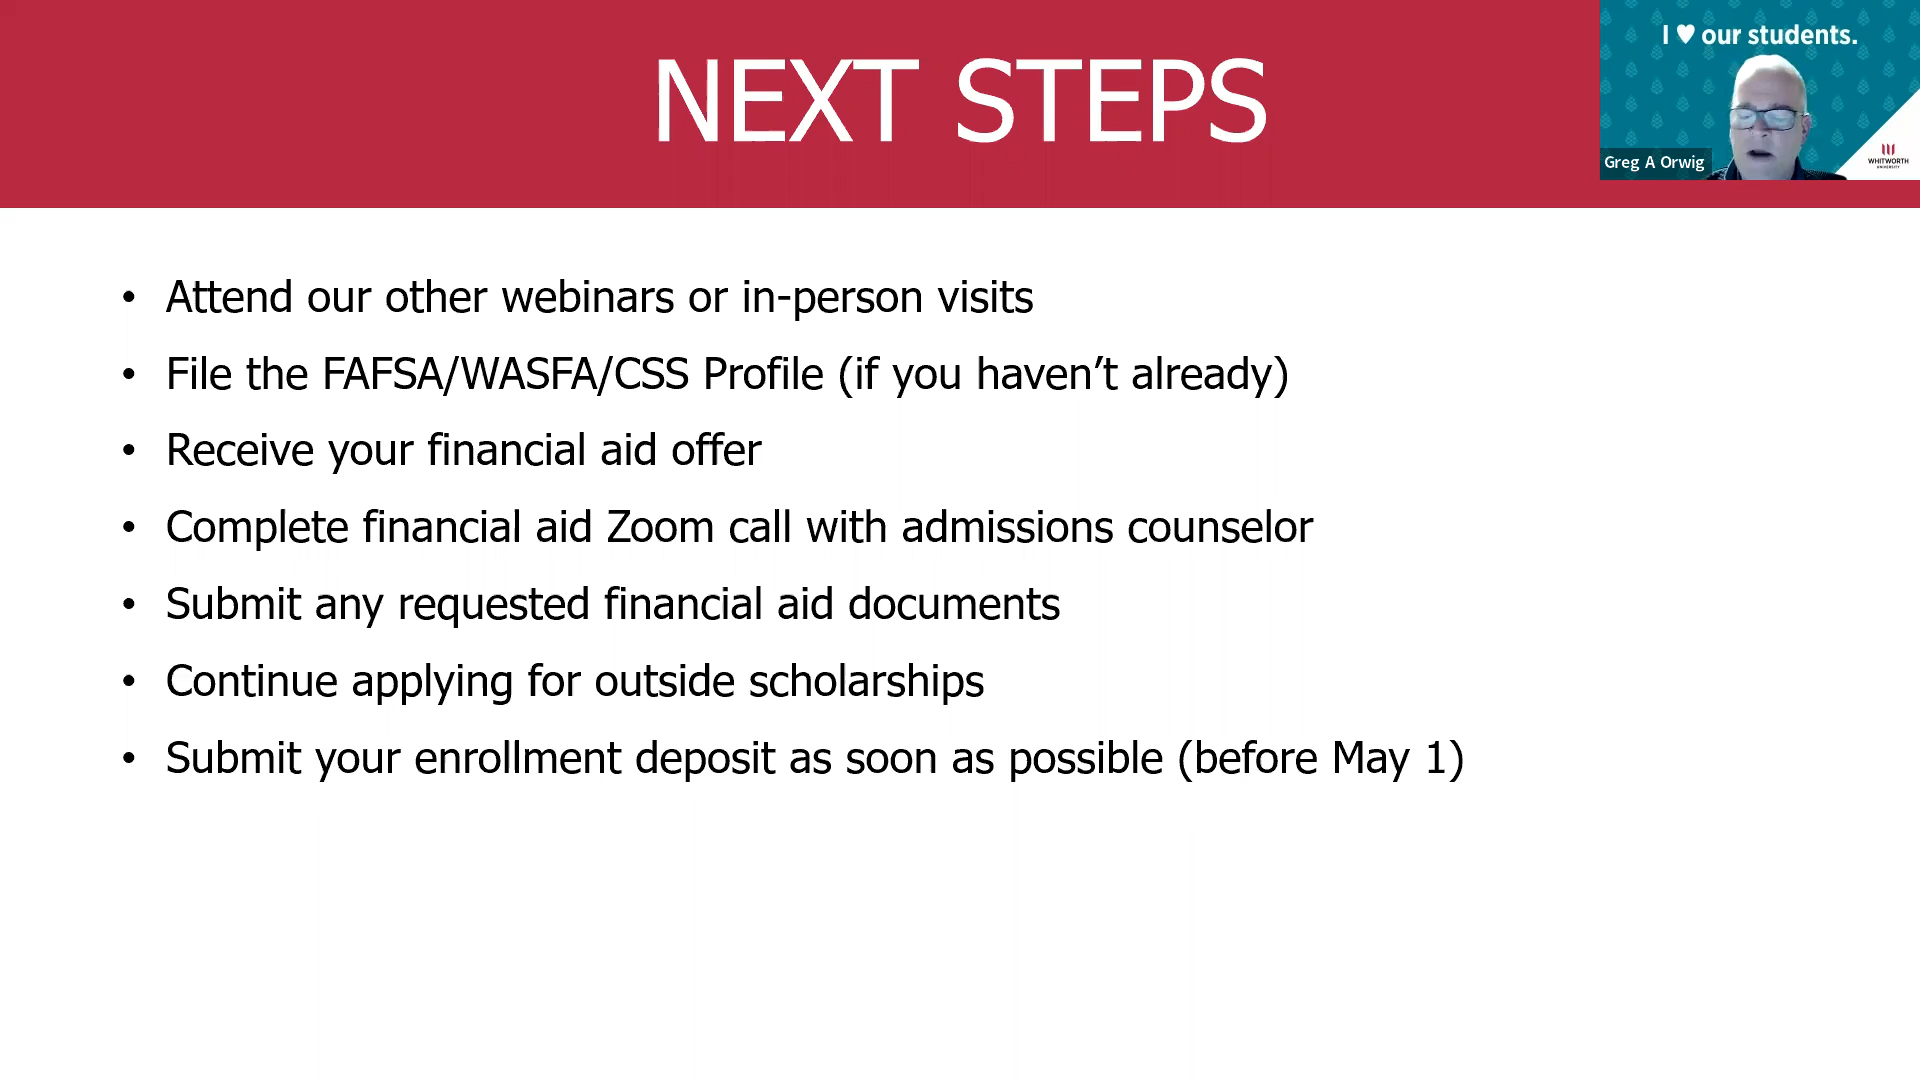 I ♥ our students.
NEXT STEPS
Greg A Orwig
WHITWORTH
UNIVERSITY
• Attend our other webinars or in-person visits
• File the FAFSA/WASFA/CSS Profile (if you haven’t already)
• Receive your financial aid offer
• Complete financial aid Zoom call with admissions counselor
• Submit any requested financial aid documents
• Continue applying for outside scholarships
• Submit your enrollment deposit as soon as possible (before May 1)